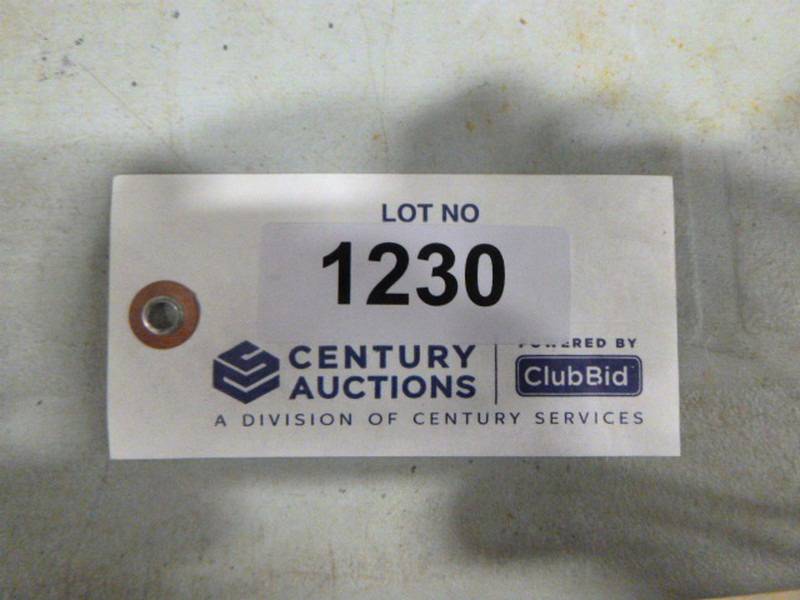 LOT NO
1230
CENTURY
AUCTIONS
POWERED BY
ClubBid
A DIVISION OF CENTURY SERVICES